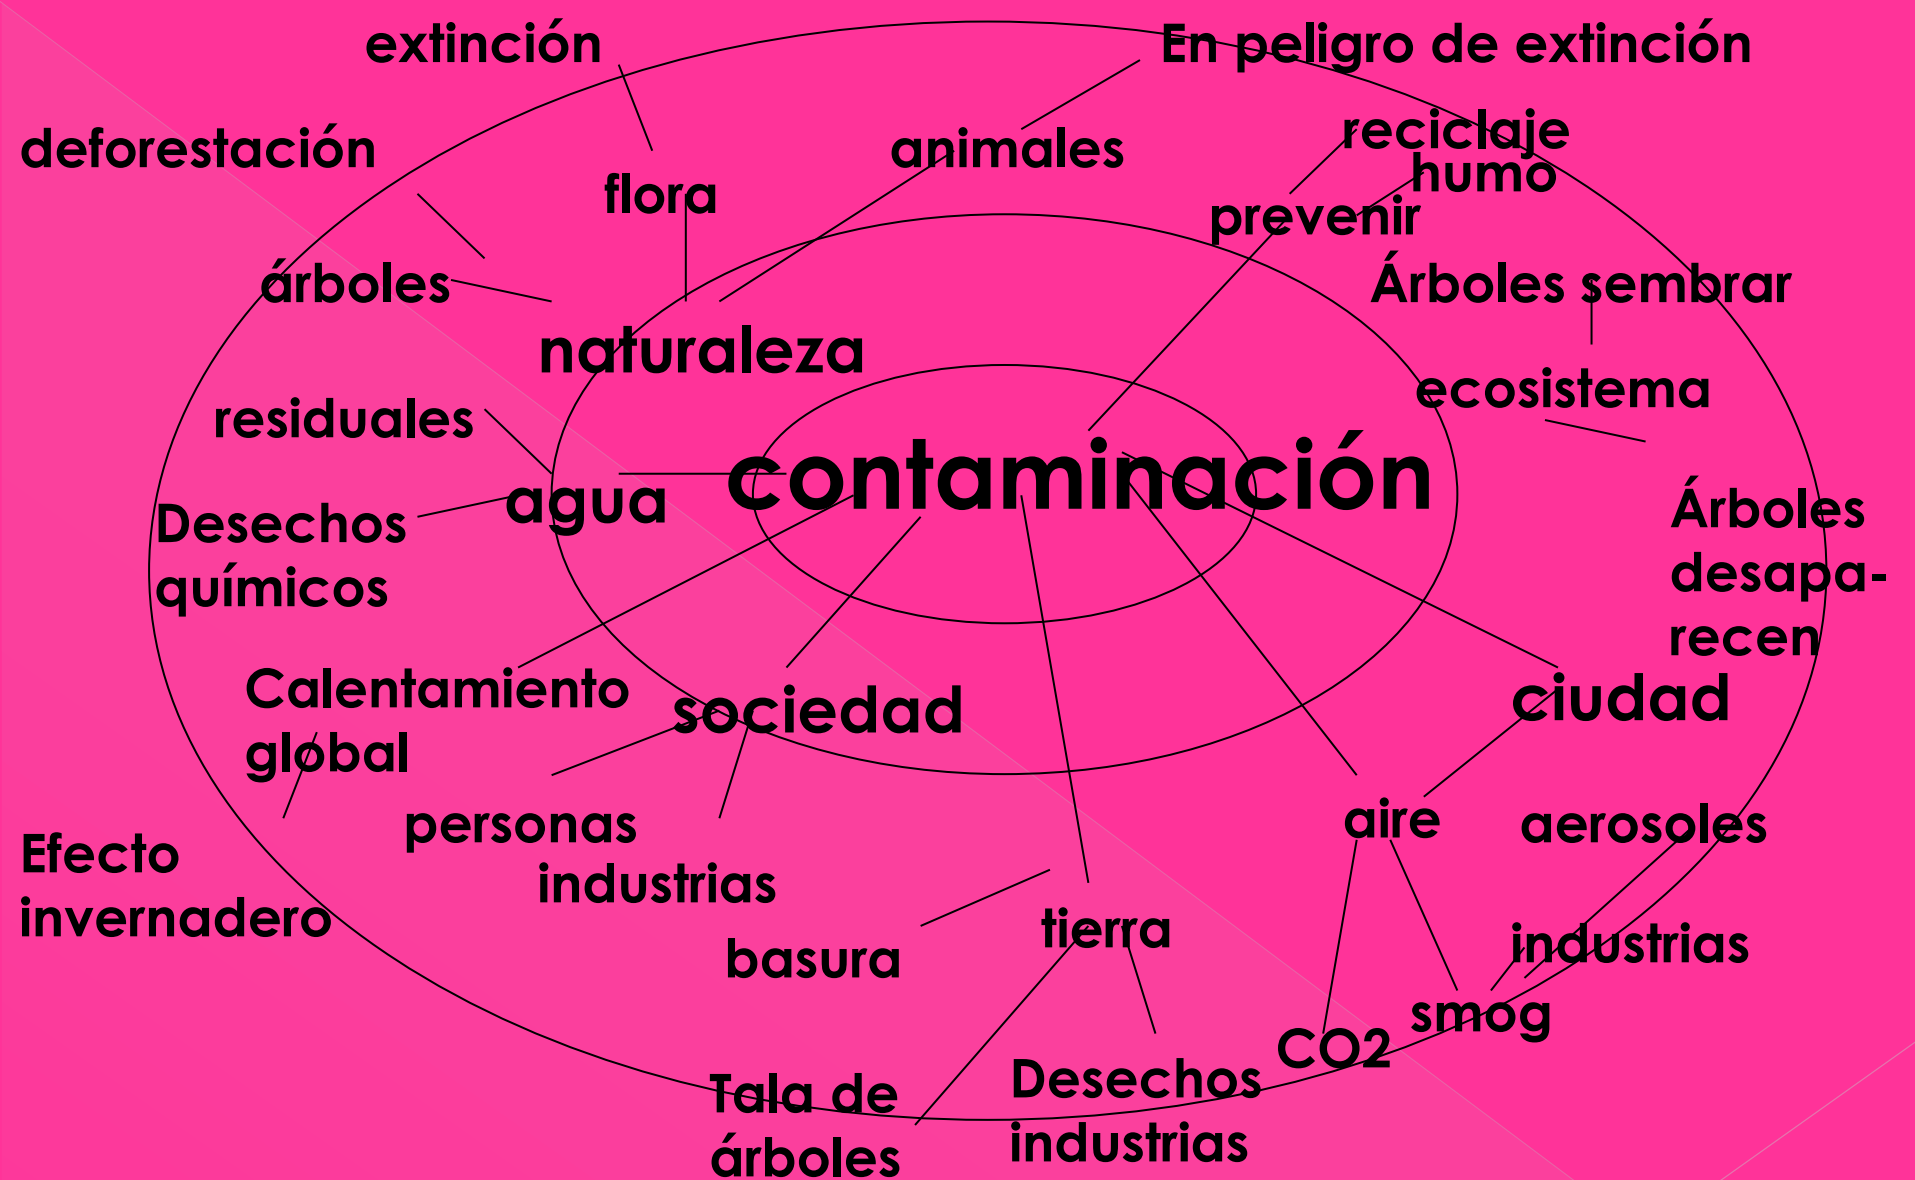 extinción
En peligro de extinción
deforestación
animales
reciclaje
humo
flora
prevenir
árboles
Árboles sembrar
naturaleza
ecosistema
residuales
contaminación
agua
Desechos
químicos
Árboles
desapa-
recen
Calentamiento
global
sociedad
ciudad
personas
industrias
aire
aerosoles
Efecto
invernadero
basura
tierra
industrias
smog
CO2
Tala de
árboles
Desechos
industrias